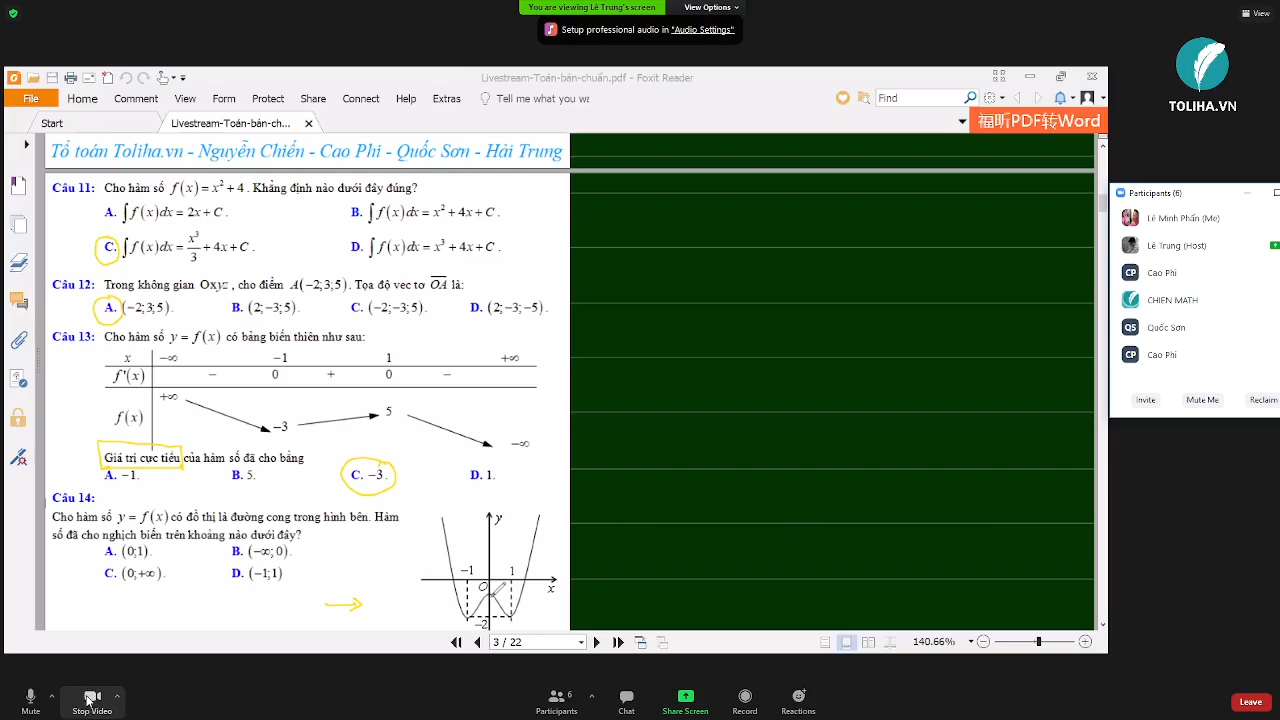 You are viewing Lê Trung's screen
View Options
View
Setup professional audio in "Audio Settings"
TOLIHA.VN
Livestream-Toán-bản-chuẩn.pdf - Foxit Reader
File Home Comment View Form Protect Share Connect Help Extras Tell me what you wa Find
Start Livestream-Toán-bản-ch...
福昕PDF转Word
Tổ toán Toliha.vn - Nguyễn Chiến - Cao Phi - Quốc Sơn - Hải Trung
Câu 11: Cho hàm số f(x) = x² + 4. Khẳng định nào dưới đây đúng?
A. ∫f(x)dx = 2x + C. B. ∫f(x)dx = x² + 4x + C.
C. ∫f(x)dx = x³/3 + 4x + C. D. ∫f(x)dx = x³ + 4x + C.
Câu 12: Trong không gian Oxyz, cho điểm A(−2;3;5). Tọa độ vec tơ OA là:
A. (−2;3;5). B. (2;−3;5). C. (−2;−3;5). D. (2;−3;−5).
Câu 13: Cho hàm số y = f(x) có bảng biến thiên như sau:
x −∞ −1 1 +∞
f'(x) − 0 + 0 −
f(x) +∞ −3 5 −∞
Giá trị cực tiểu của hàm số đã cho bằng
A. −1. B. 5. C. −3. D. 1.
Câu 14:
Cho hàm số y = f(x) có đồ thị là đường cong trong hình bên. Hàm
số đã cho nghịch biến trên khoảng nào dưới đây?
A. (0;1). B. (−∞;0).
C. (0;+∞). D. (−1;1)
y
−1 1
O x
−2
3 / 22
140.66%
Participants (6)
Lê Minh Phấn (Me)
Lê Trung (Host)
CP Cao Phi
CHIEN MATH
QS Quốc Sơn
CP Cao Phi
Invite Mute Me Reclaim
Mute Stop Video Participants 6 Chat Share Screen Record Reactions Leave